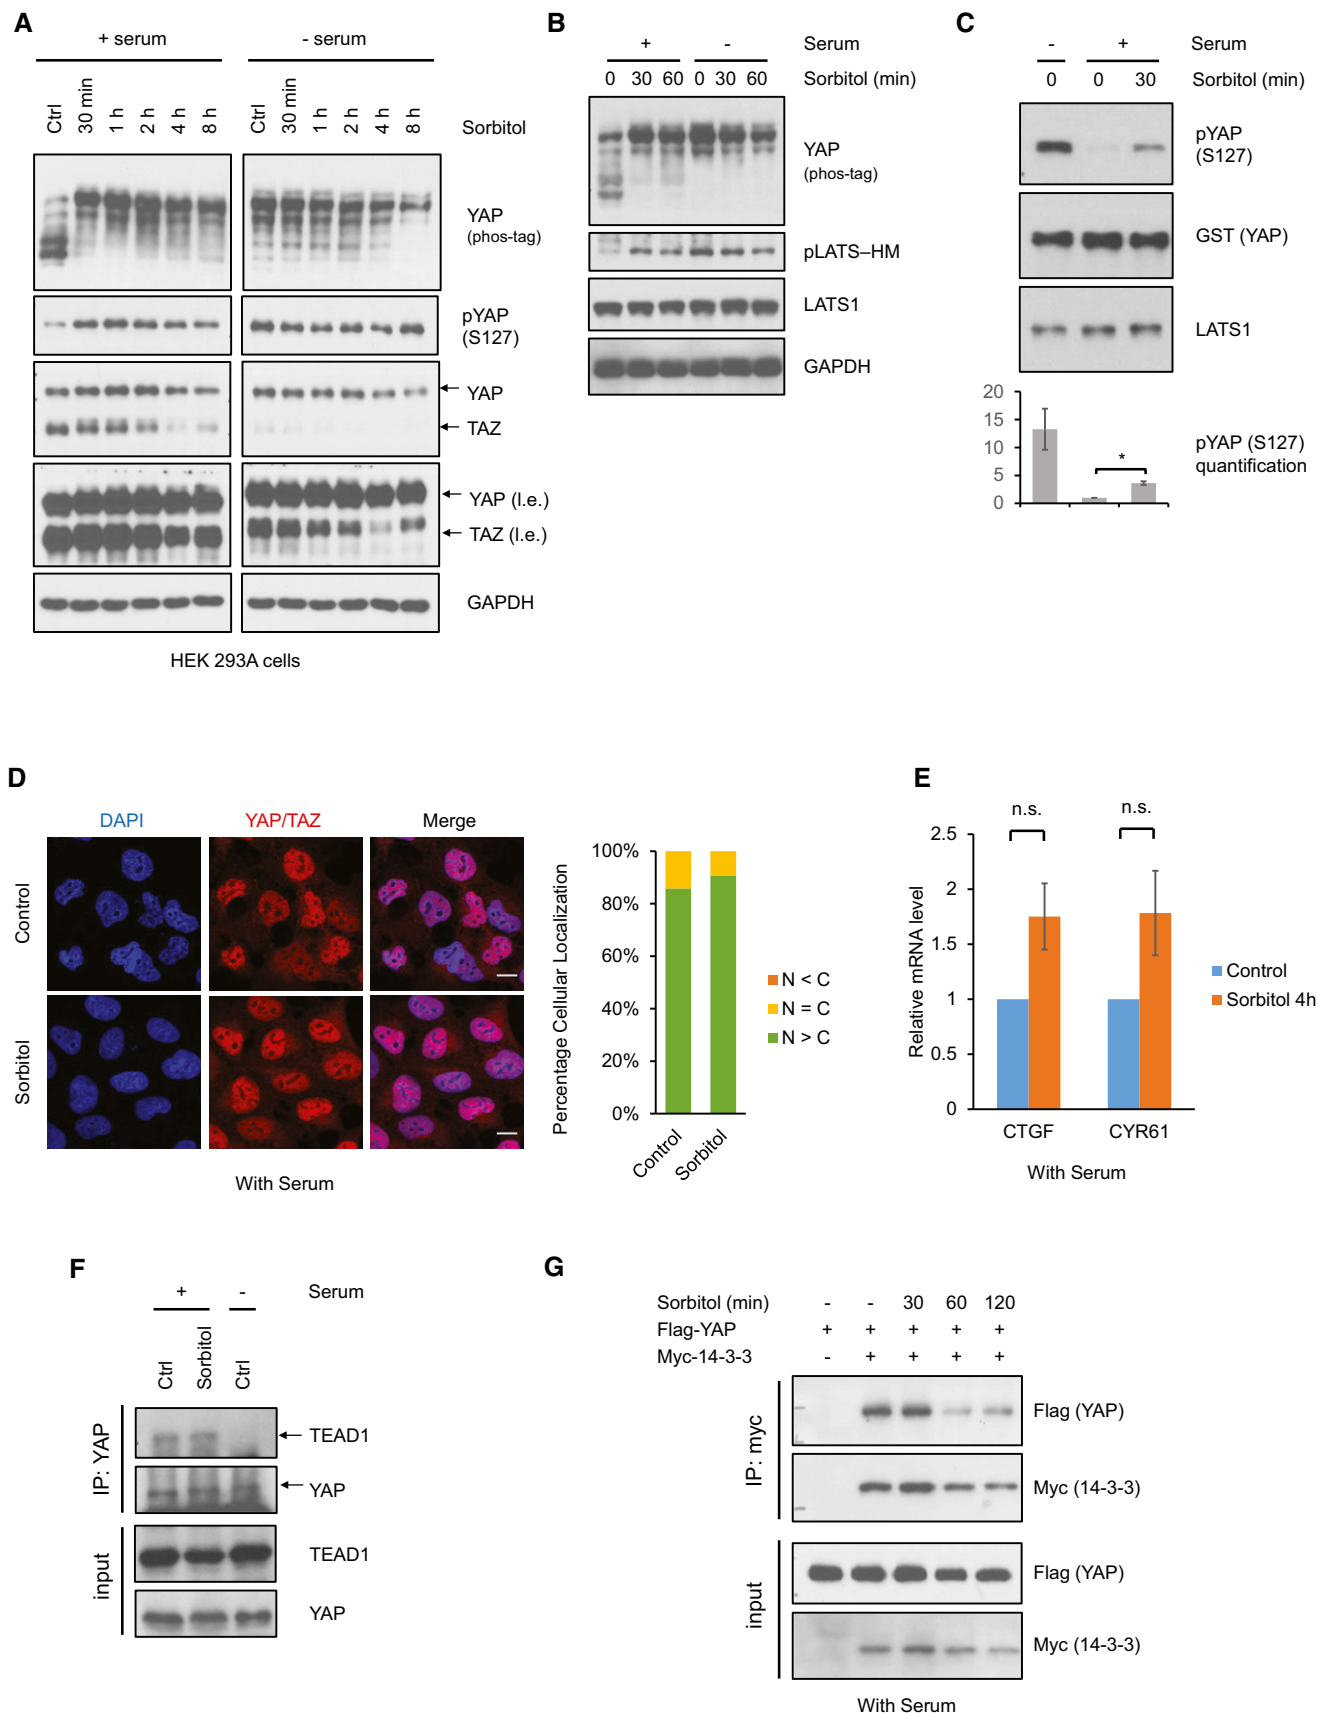 A
+ serum
- serum
Ctrl
30 min
1 h
2 h
4 h
8 h
Ctrl
30 min
1 h
2 h
4 h
8 h
Sorbitol
YAP
(phos-tag)
pYAP
(S127)
YAP
TAZ
YAP (l.e.)
TAZ (l.e.)
GAPDH
HEK 293A cells
B
+ - Serum
0 30 60 0 30 60 Sorbitol (min)
YAP
(phos-tag)
pLATS–HM
LATS1
GAPDH
C
- + Serum
0 0 30 Sorbitol (min)
pYAP
(S127)
GST (YAP)
LATS1
20
15
10
5
0
*
pYAP (S127)
quantification
D
DAPI YAP/TAZ Merge
Control
Sorbitol
With Serum
Percentage Cellular Localization
100%
80%
60%
40%
20%
0%
Control
Sorbitol
N < C
N = C
N > C
E
n.s. n.s.
Relative mRNA level
2.5
2
1.5
1
0.5
0
CTGF CYR61
With Serum
Control
Sorbitol 4h
F
+ - Serum
Ctrl
Sorbitol
Ctrl
IP: YAP
TEAD1
YAP
input
TEAD1
YAP
G
Sorbitol (min) - - 30 60 120
Flag-YAP + + + + +
Myc-14-3-3 - + + + +
IP: myc
Flag (YAP)
Myc (14-3-3)
input
Flag (YAP)
Myc (14-3-3)
With Serum